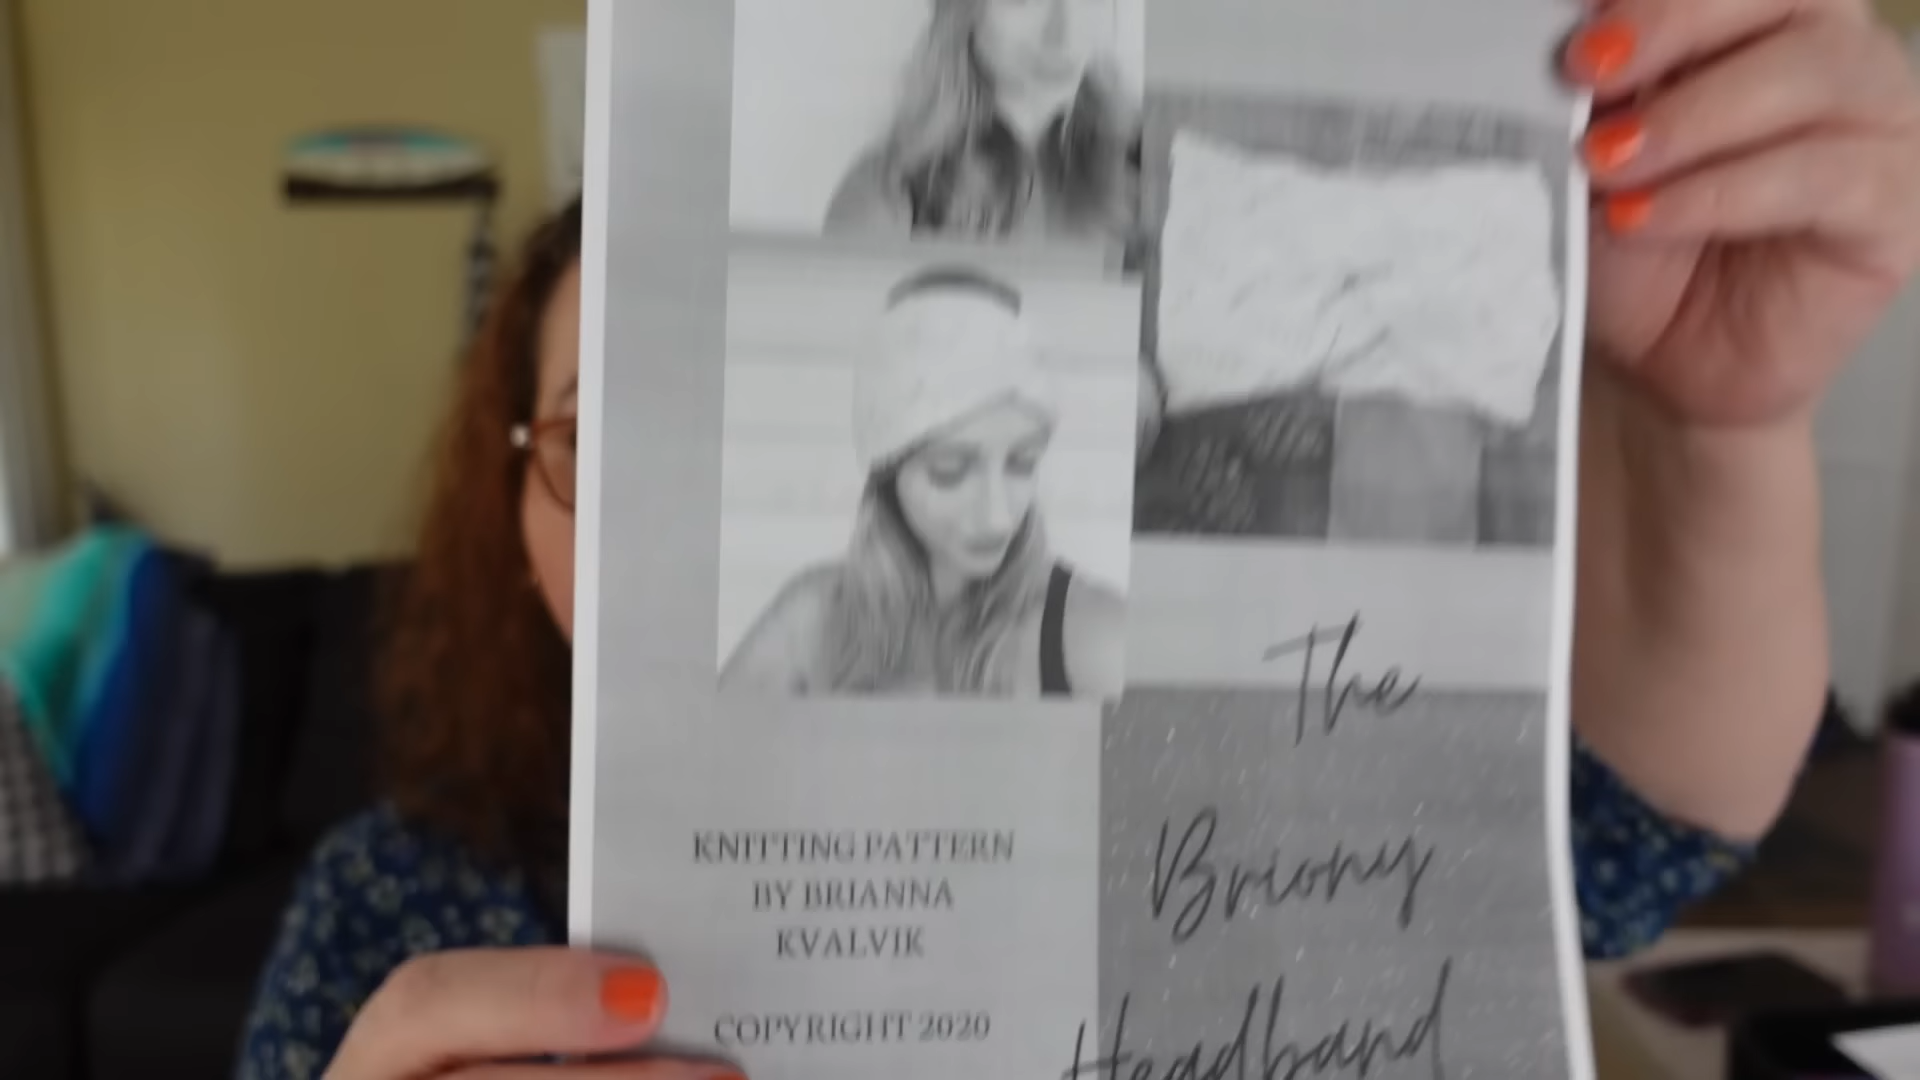 KNITTING PATTERN
BY BRIANNA
KVALVIK
COPYRIGHT 2020
The
Briony
Headband